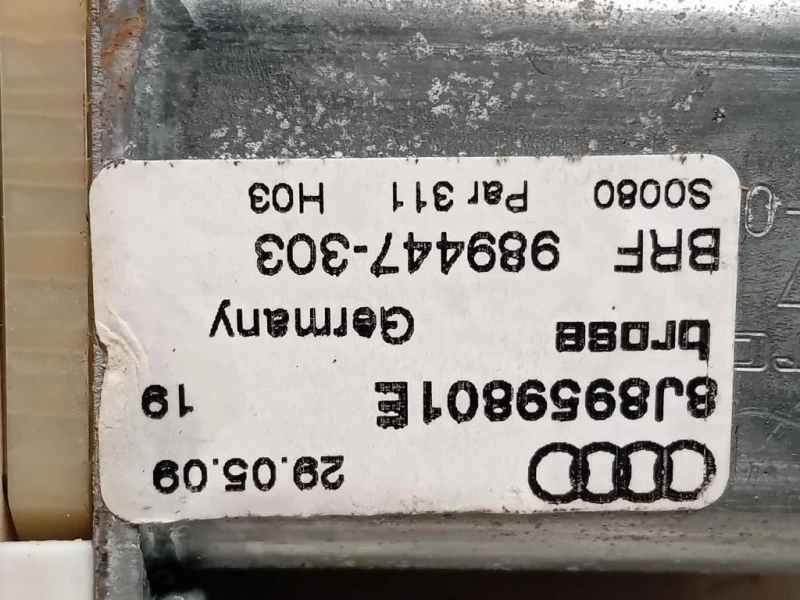 29.05.09
8J8959801E 19
brose Germany
BRF 989447-303
S0080 Par 311 H03